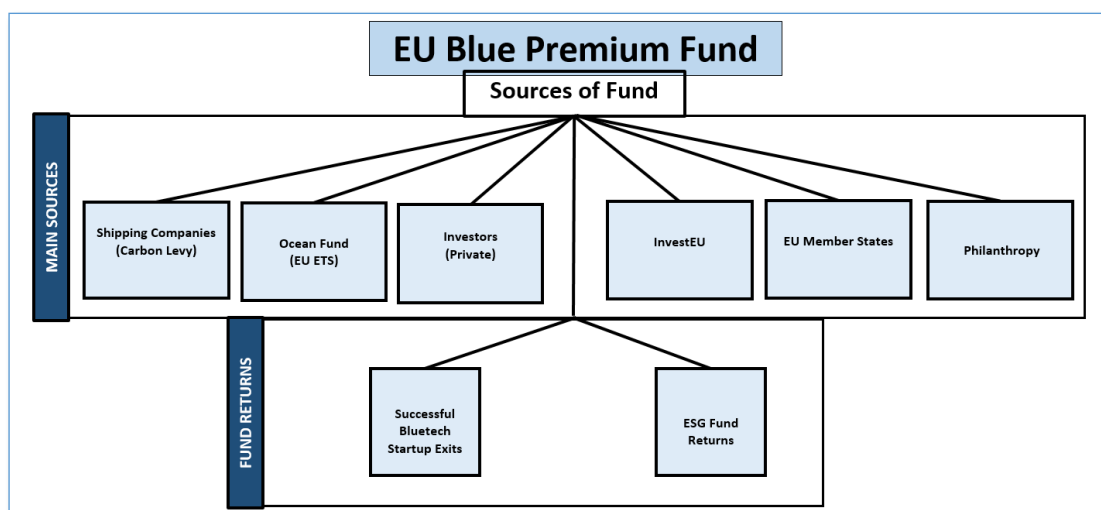 EU Blue Premium Fund
Sources of Fund
MAIN SOURCES
Shipping Companies
(Carbon Levy)
Ocean Fund
(EU ETS)
Investors
(Private)
InvestEU
EU Member States
Philanthropy
FUND RETURNS
Successful
Bluetech
Startup Exits
ESG Fund
Returns